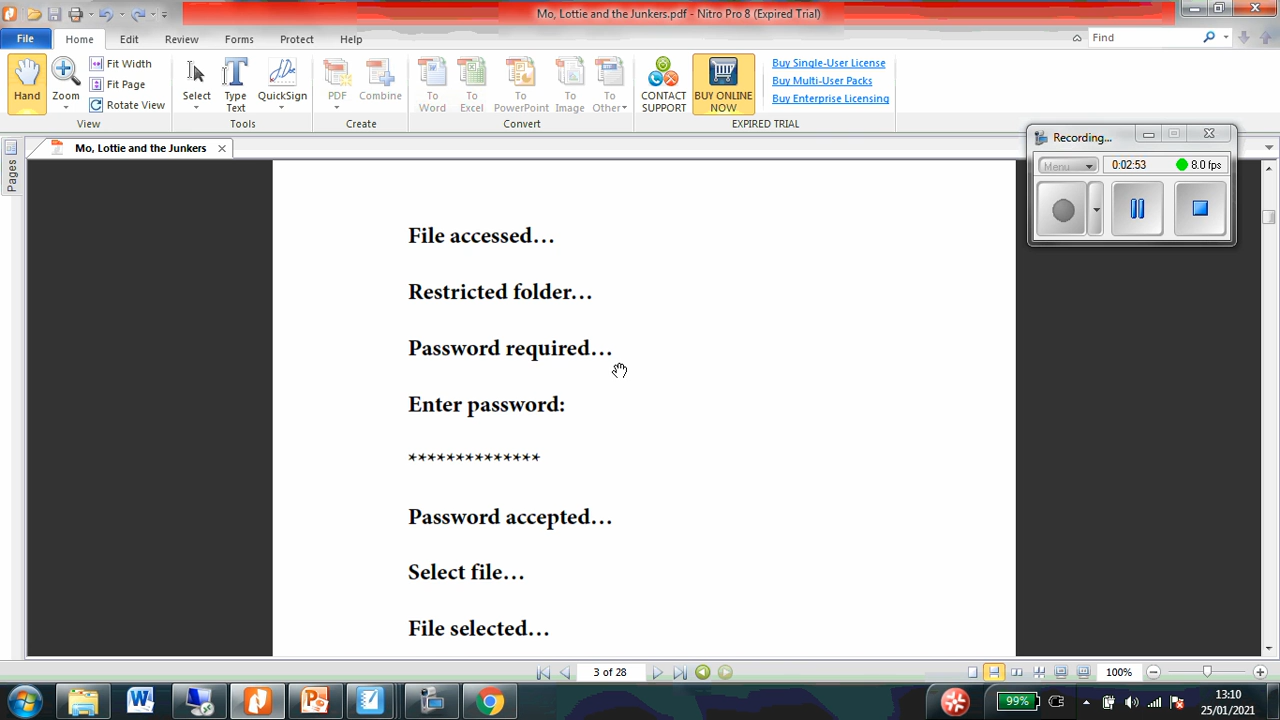 Mo, Lottie and the Junkers.pdf - Nitro Pro 8 (Expired Trial)
File Home Edit Review Forms Protect Help Find
Hand
Zoom
Fit Width
Fit Page
Rotate View
View
Select
Type Text
QuickSign
Tools
PDF
Combine
Create
To Word
To Excel
To PowerPoint
To Image
To Other
Convert
CONTACT SUPPORT
BUY ONLINE NOW
Buy Single-User License
Buy Multi-User Packs
Buy Enterprise Licensing
EXPIRED TRIAL
Mo, Lottie and the Junkers
Pages
Recording...
Menu 0:02:53 8.0 fps
File accessed…
Restricted folder…
Password required…
Enter password:
**************
Password accepted…
Select file…
File selected…
3 of 28
100%
99%
13:10
25/01/2021